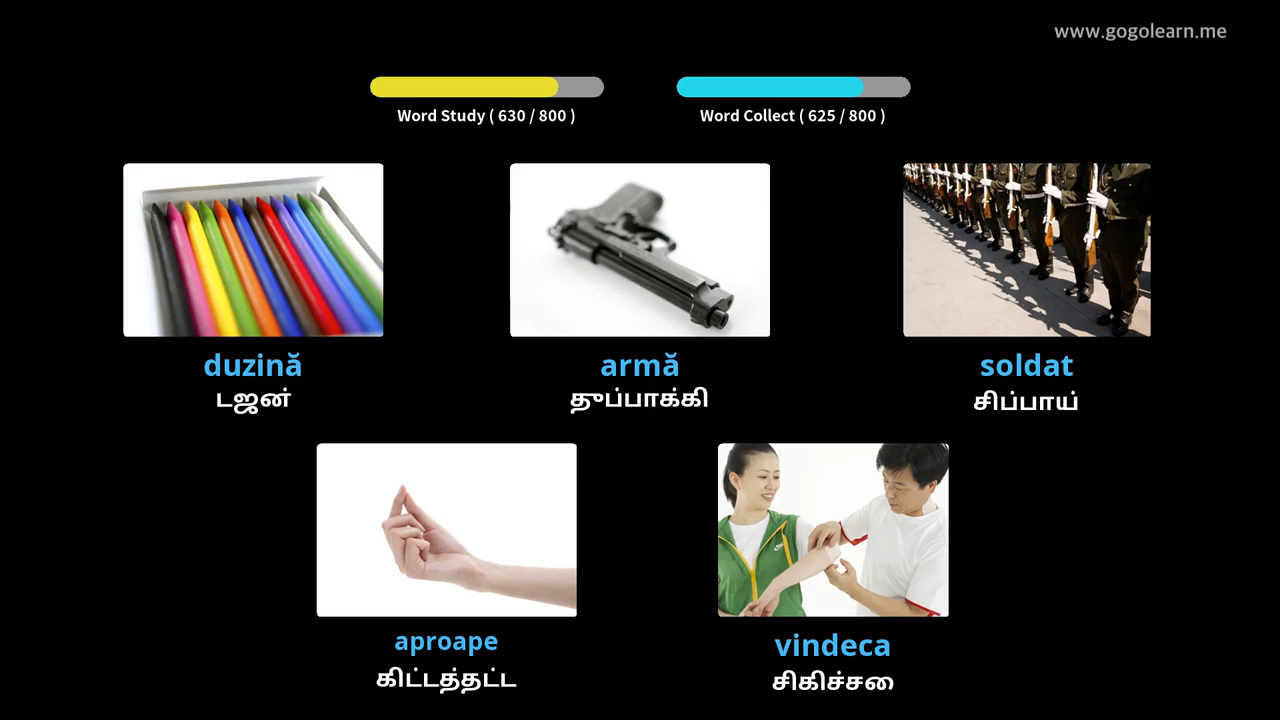 www.gogolearn.me
Word Study ( 630 / 800 )
Word Collect ( 625 / 800 )
duzină
டஜன்
armă
துப்பாக்கி
soldat
சிப்பாய்
aproape
கிட்டத்தட்ட
vindeca
சிகிச்சை